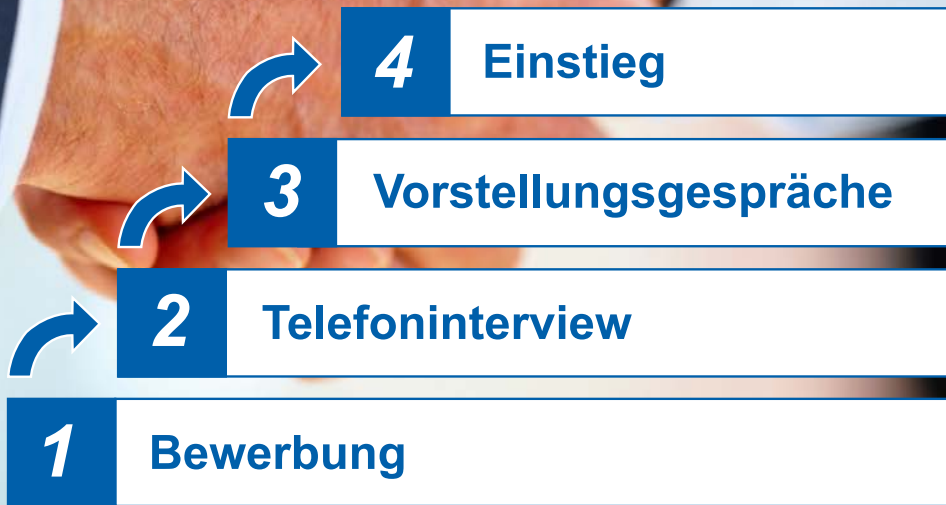 4 Einstieg
3 Vorstellungsgespräche
2 Telefoninterview
1 Bewerbung